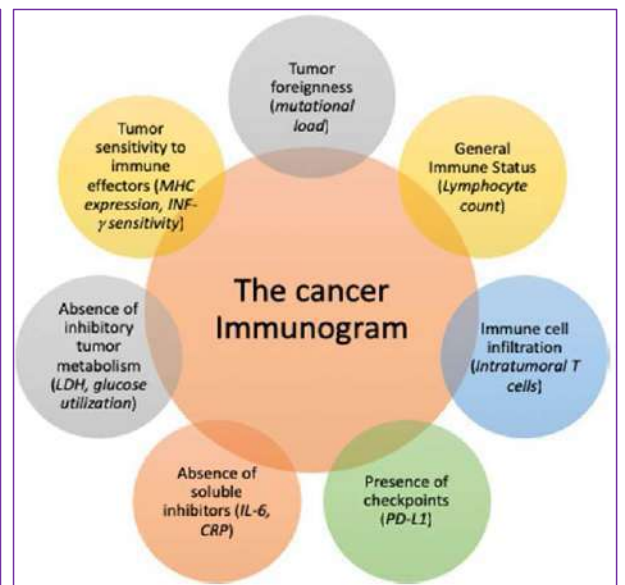 Tumor
foreignness
(mutational
load)
General
Immune Status
(Lymphocyte
count)
Immune cell
infiltration
(Intratumoral T
cells)
Presence of
checkpoints
(PD-L1)
Absence of
soluble
inhibitors (IL-6,
CRP)
Absence of
inhibitory
tumor
metabolism
(LDH, glucose
utilization)
Tumor
sensitivity to
immune
effectors (MHC
expression, INF-
γ sensitivity)
The cancer
Immunogram